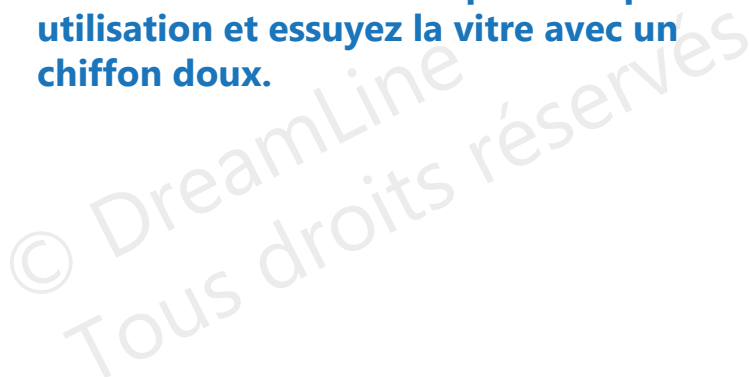 utilisation et essuyez la vitre avec un
chiffon doux.
© DreamLine
Tous droits réservés